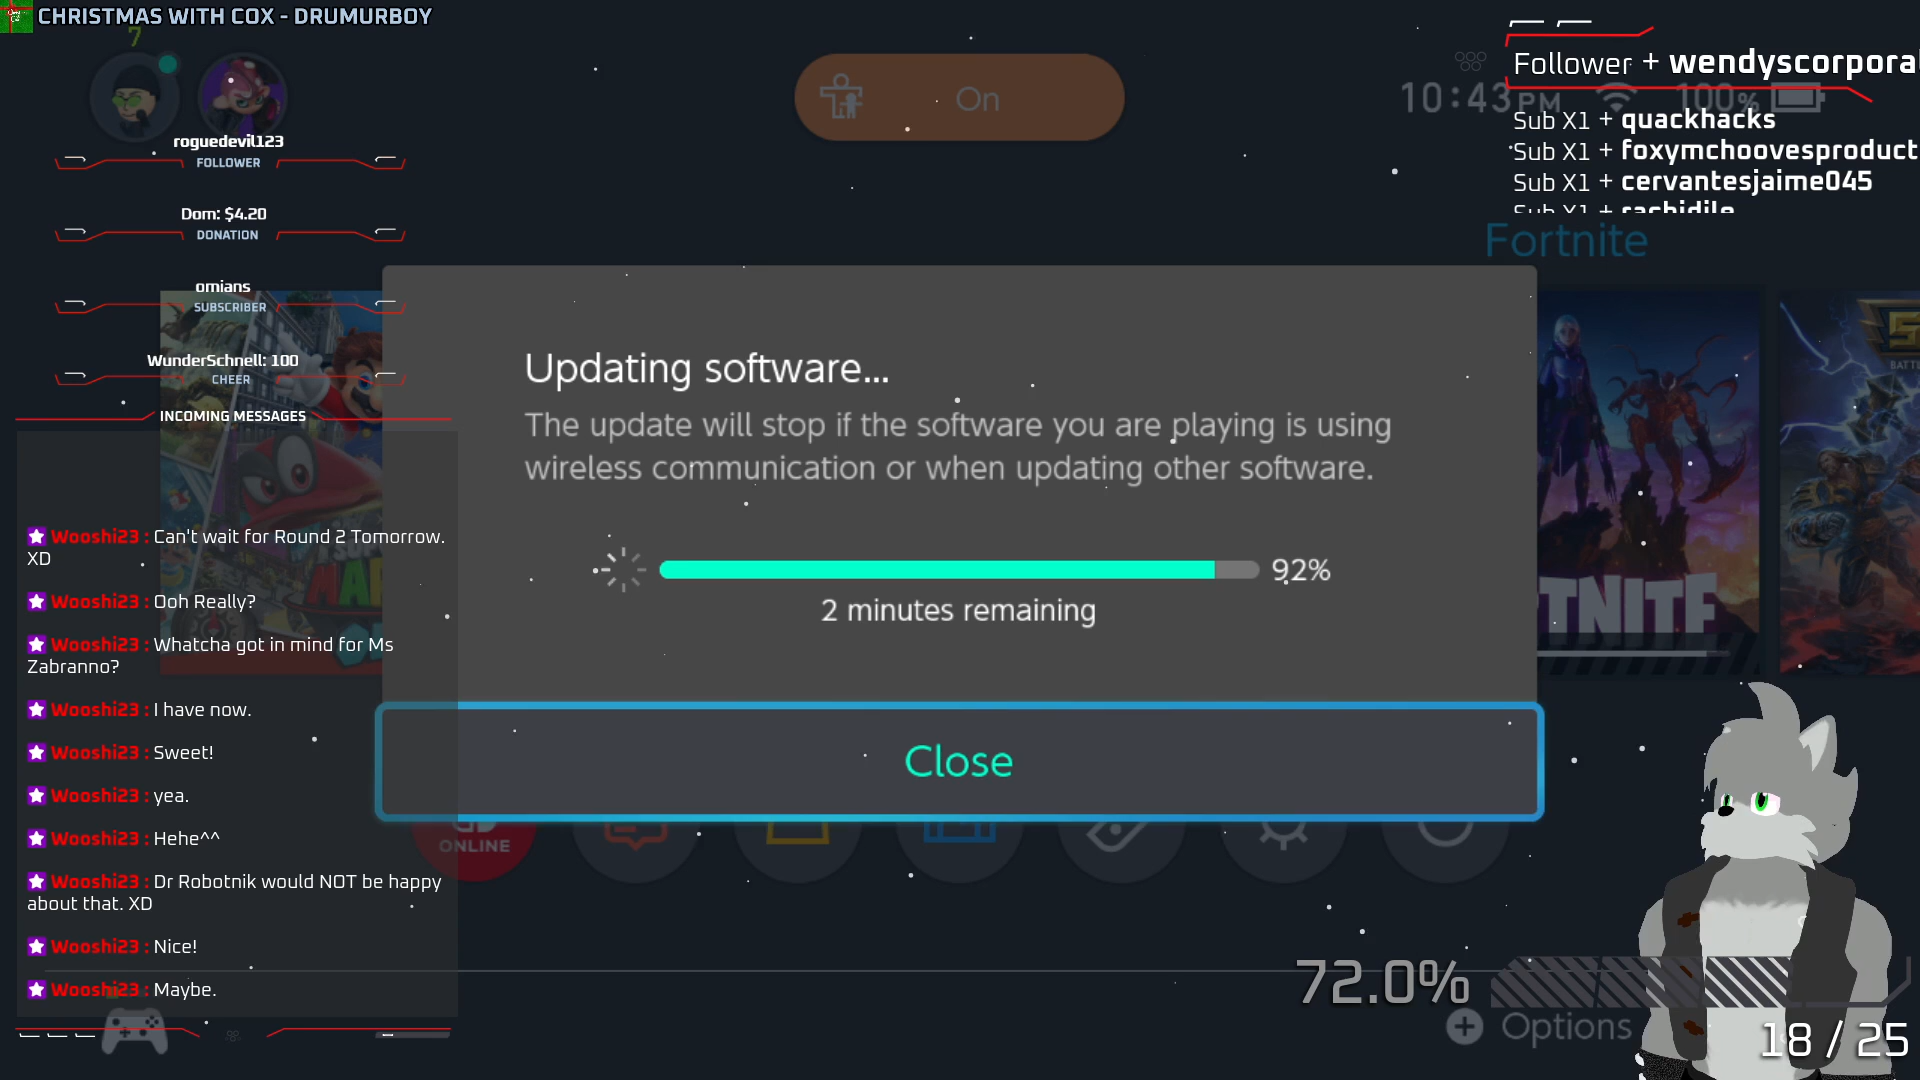 CHRISTMAS WITH COX - DRUMURBOY
7
On
10:43 PM
100%
Follower + wendyscorpora
Sub X1 + quackhacks
Sub X1 + foxymchoovesproduct
Sub X1 + cervantesjaime045
Sub X1 +
Fortnite
roguedevil123
FOLLOWER
Dom: $4.20
DONATION
omians
SUBSCRIBER
WunderSchnell: 100
CHEER
INCOMING MESSAGES
Wooshi23 : Can't wait for Round 2 Tomorrow.
XD
Wooshi23 : Ooh Really?
Wooshi23 : Whatcha got in mind for Ms
Zabranno?
Wooshi23 : I have now.
Wooshi23 : Sweet!
Wooshi23 : yea.
Wooshi23 : Hehe^^
Wooshi23 : Dr Robotnik would NOT be happy
about that. XD
Wooshi23 : Nice!
Wooshi23 : Maybe.
Updating software...
The update will stop if the software you are playing is using
wireless communication or when updating other software.
92%
2 minutes remaining
Close
TNITE
BATTL
ONLINE
72.0%
+ Options
18 / 25